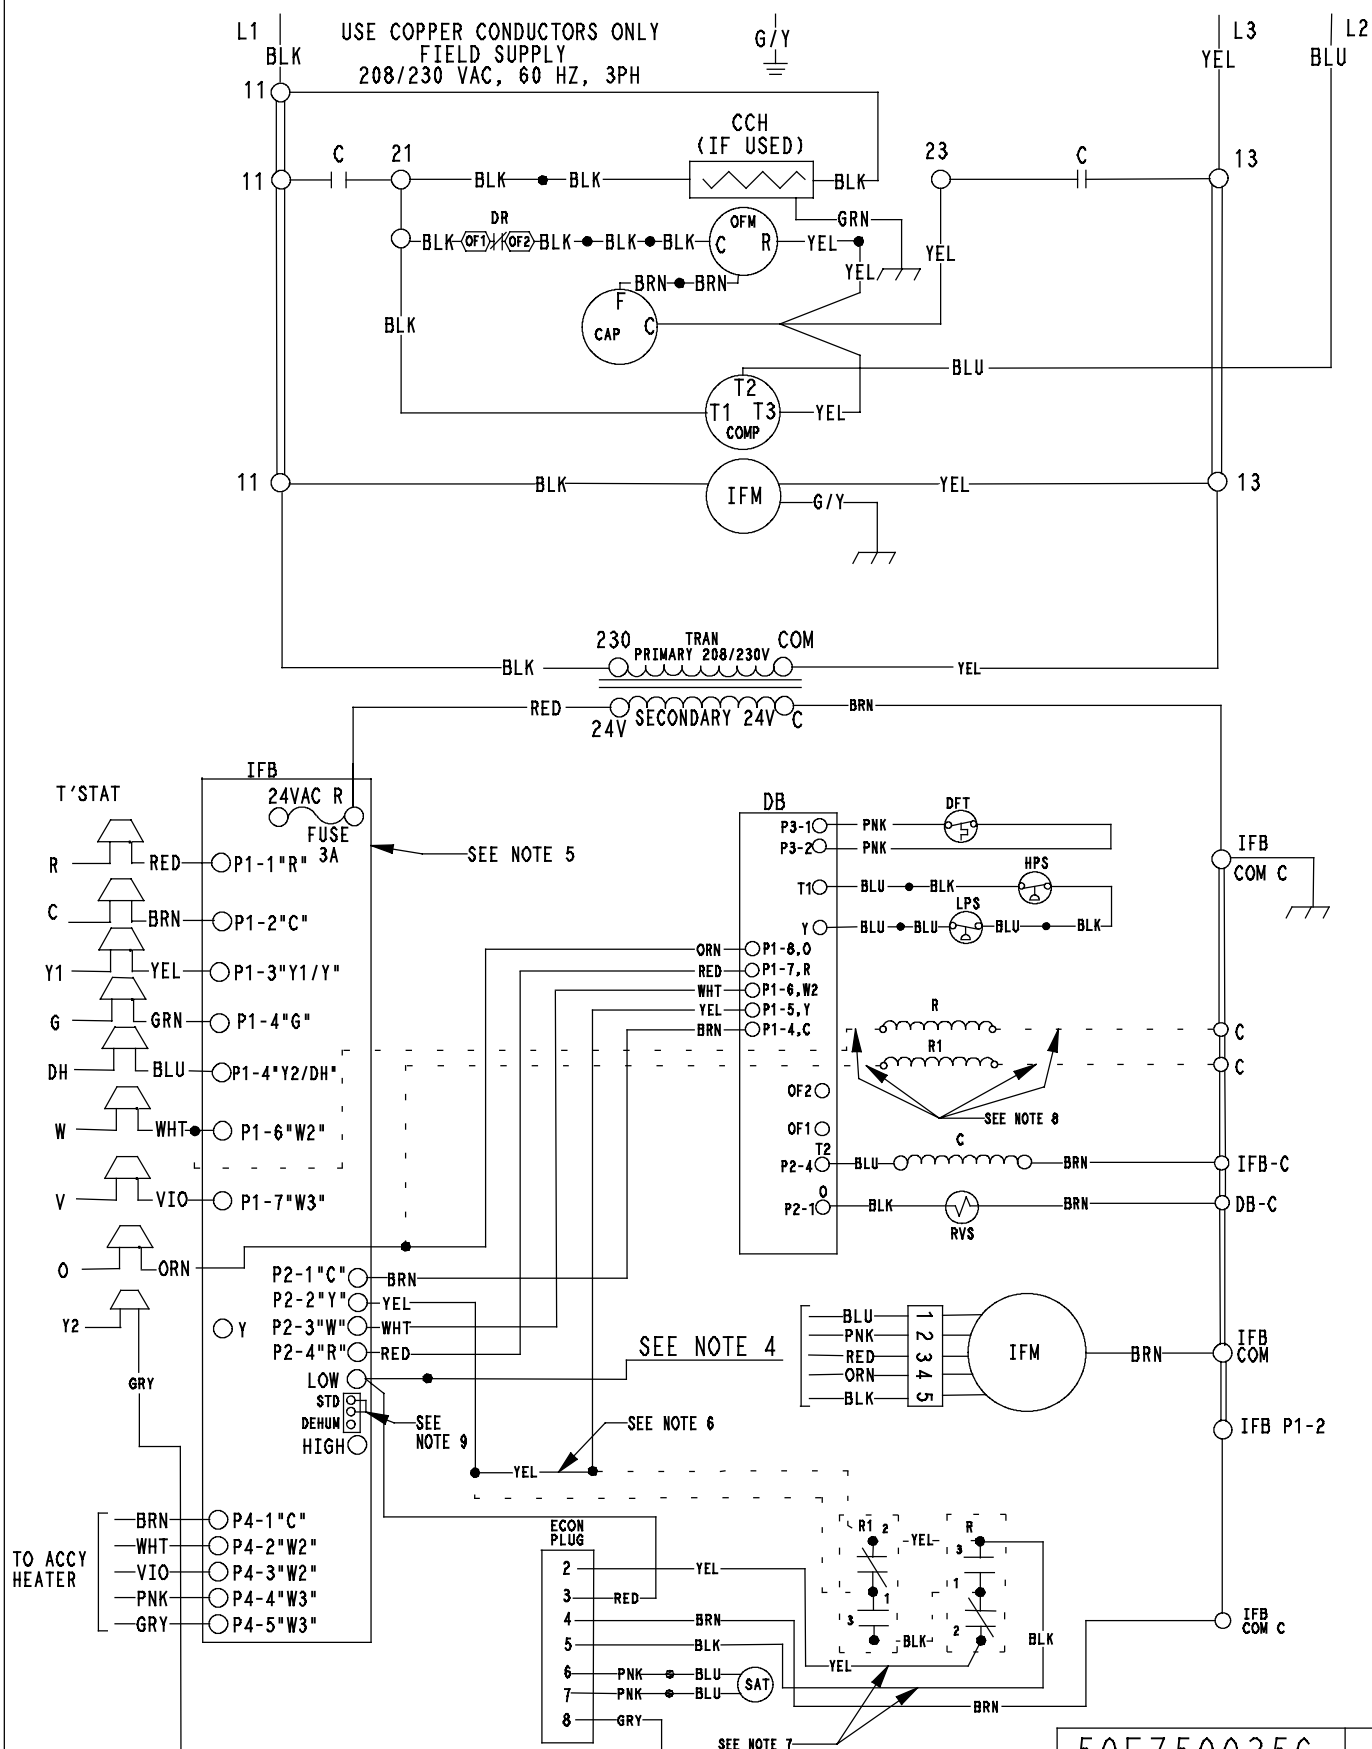 L1
USE COPPER CONDUCTORS ONLY
FIELD SUPPLY
208/230 VAC, 60 HZ, 3PH
G/Y
L3
L2
BLK
YEL
BLU
11
CCH
(IF USED)
C
21
23
C
13
11
BLK
BLK
BLK
DR
GRN
BLK
OF1
OF2
BLK
BLK
BLK
OFM
C
R
YEL
YEL
YEL
BRN
BRN
F
C
CAP
BLK
BLU
T2
T1
T3
COMP
YEL
11
BLK
IFM
YEL
13
G/Y
230
TRAN
COM
PRIMARY 208/230V
BLK
YEL
RED
24V
SECONDARY 24V
C
BRN
IFB
T'STAT
24VAC R
FUSE
3A
SEE NOTE 5
R
RED
P1-1"R"
C
BRN
P1-2"C"
Y1
YEL
P1-3"Y1/Y"
G
GRN
P1-4"G"
DH
BLU
P1-4"Y2/DH"
W
WHT
P1-6"W2"
V
VIO
P1-7"W3"
O
ORN
Y2
GRY
Y
P2-1"C"
BRN
P2-2"Y"
YEL
P2-3"W"
WHT
P2-4"R"
RED
LOW
STD
DEHUM
HIGH
SEE
NOTE 9
SEE NOTE 4
SEE NOTE 6
YEL
TO ACCY
HEATER
BRN
P4-1"C"
WHT
P4-2"W2"
VIO
P4-3"W2"
PNK
P4-4"W3"
GRY
P4-5"W3"
DB
P3-1
PNK
DFT
P3-2
PNK
T1
BLU
BLK
HPS
Y
BLU
BLU
LPS
BLU
BLK
ORN
P1-8,O
RED
P1-7,R
WHT
P1-6,W2
YEL
P1-5,Y
BRN
P1-4,C
R
R1
SEE NOTE 8
OF2
OF1
T2
P2-4
BLU
C
BRN
O
P2-1
BLK
RVS
BRN
IFB
COM C
C
C
IFB-C
DB-C
BLU
1
PNK
2
RED
3
ORN
4
BLK
5
IFM
BRN
IFB
COM
IFB P1-2
ECON
PLUG
2
YEL
3
RED
4
BRN
5
BLK
6
PNK
BLU
7
PNK
BLU
SAT
8
GRY
R1
2
YEL
R
3
1
1
3
2
BLK
BLK
YEL
BRN
IFB
COM C
SEE NOTE 7